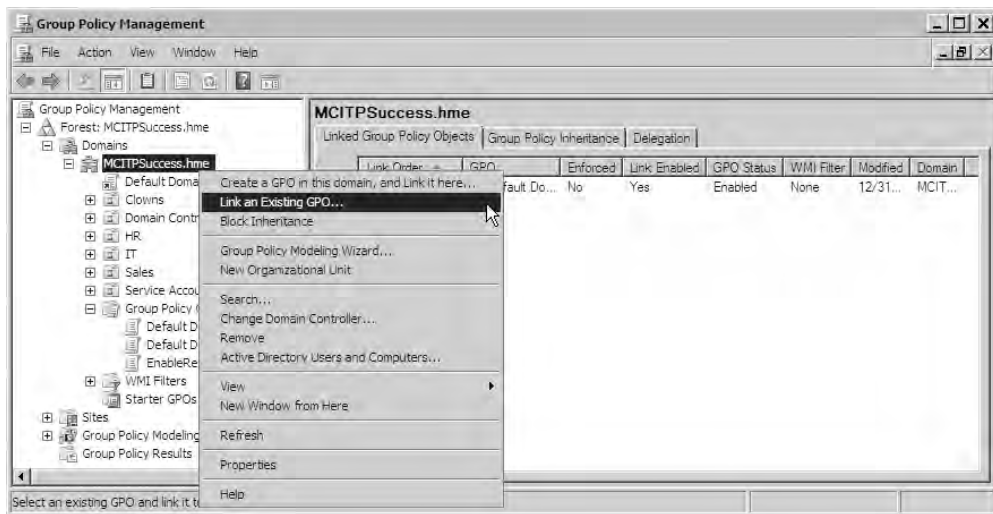 Group Policy Management
File Action View Window Help
Group Policy Management
Forest: MCITPSuccess.hme
Domains
MCITPSuccess.hme
Default Doma
Clowns
Domain Contr
HR
IT
Sales
Service Accou
Group Policy
Default D
Default D
EnableRe
WMI Filters
Starter GPOs
Sites
Group Policy Modeling
Group Policy Results
Select an existing GPO and link it t
MCITPSuccess.hme
Linked Group Policy Objects Group Policy Inheritance Delegation
Link Order GPO Enforced Link Enabled GPO Status WMI Filter Modified Domain
fault Do... No Yes Enabled None 12/31... MCIT...
Create a GPO in this domain, and Link it here...
Link an Existing GPO...
Block Inheritance
Group Policy Modeling Wizard...
New Organizational Unit
Search...
Change Domain Controller...
Remove
Active Directory Users and Computers...
View
New Window from Here
Refresh
Properties
Help